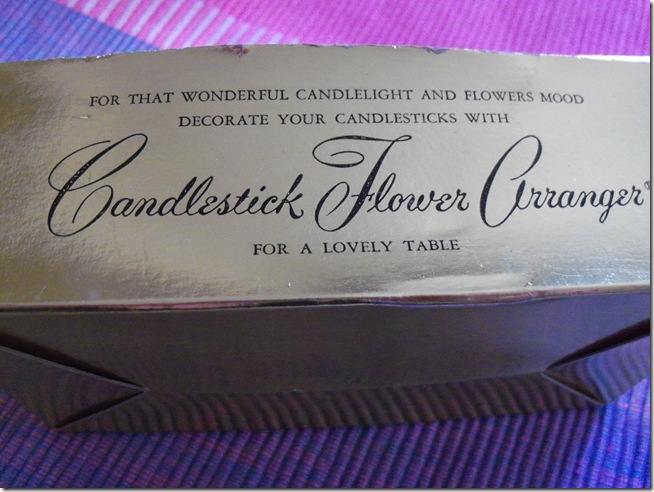 FOR THAT WONDERFUL CANDLELIGHT AND FLOWERS MOOD
DECORATE YOUR CANDLESTICKS WITH
Candlestick Flower Arranger
FOR A LOVELY TABLE